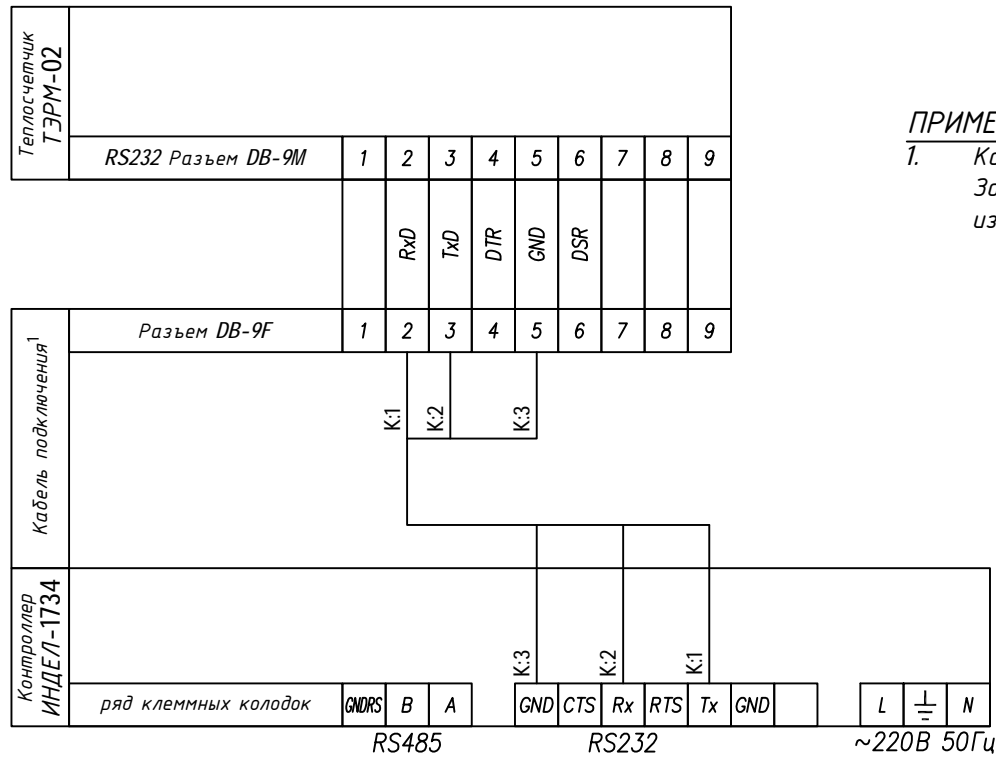 Теплосчетчик
ТЭРМ-02
RS232 Разъем DB-9M 1 2 3 4 5 6 7 8 9
ПРИМЕ
1. Ка
За
из
RxD TxD DTR GND DSR
Разъем DB-9F 1 2 3 4 5 6 7 8 9
Кабель подключения¹
К:1 К:2 К:3
Контроллер
ИНДЕЛ-1734
К:3 К:2 К:1
ряд клеммных колодок GNDRS B A GND CTS Rx RTS Tx GND L N
RS485 RS232 ~220В 50Гц